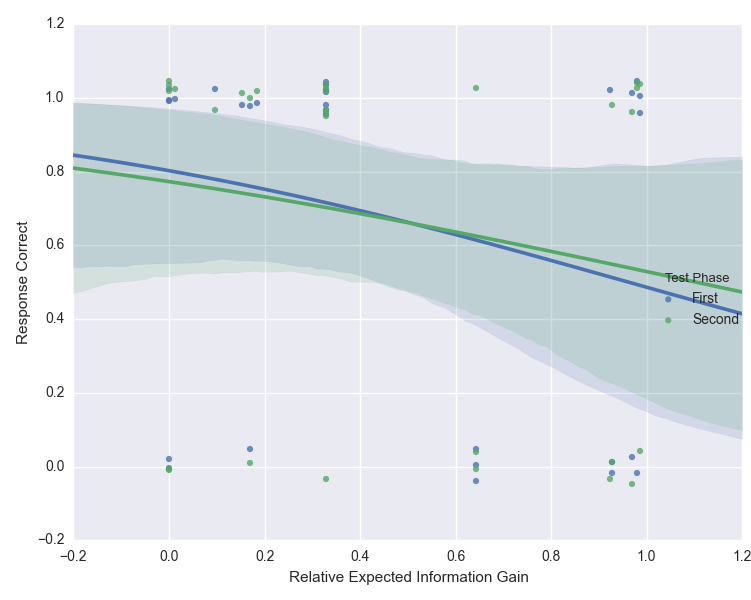 1.2
1.0
0.8
0.6
0.4
0.2
0.0
−0.2
Response Correct
Test Phase
First
Second
−0.2 0.0 0.2 0.4 0.6 0.8 1.0 1.2
Relative Expected Information Gain